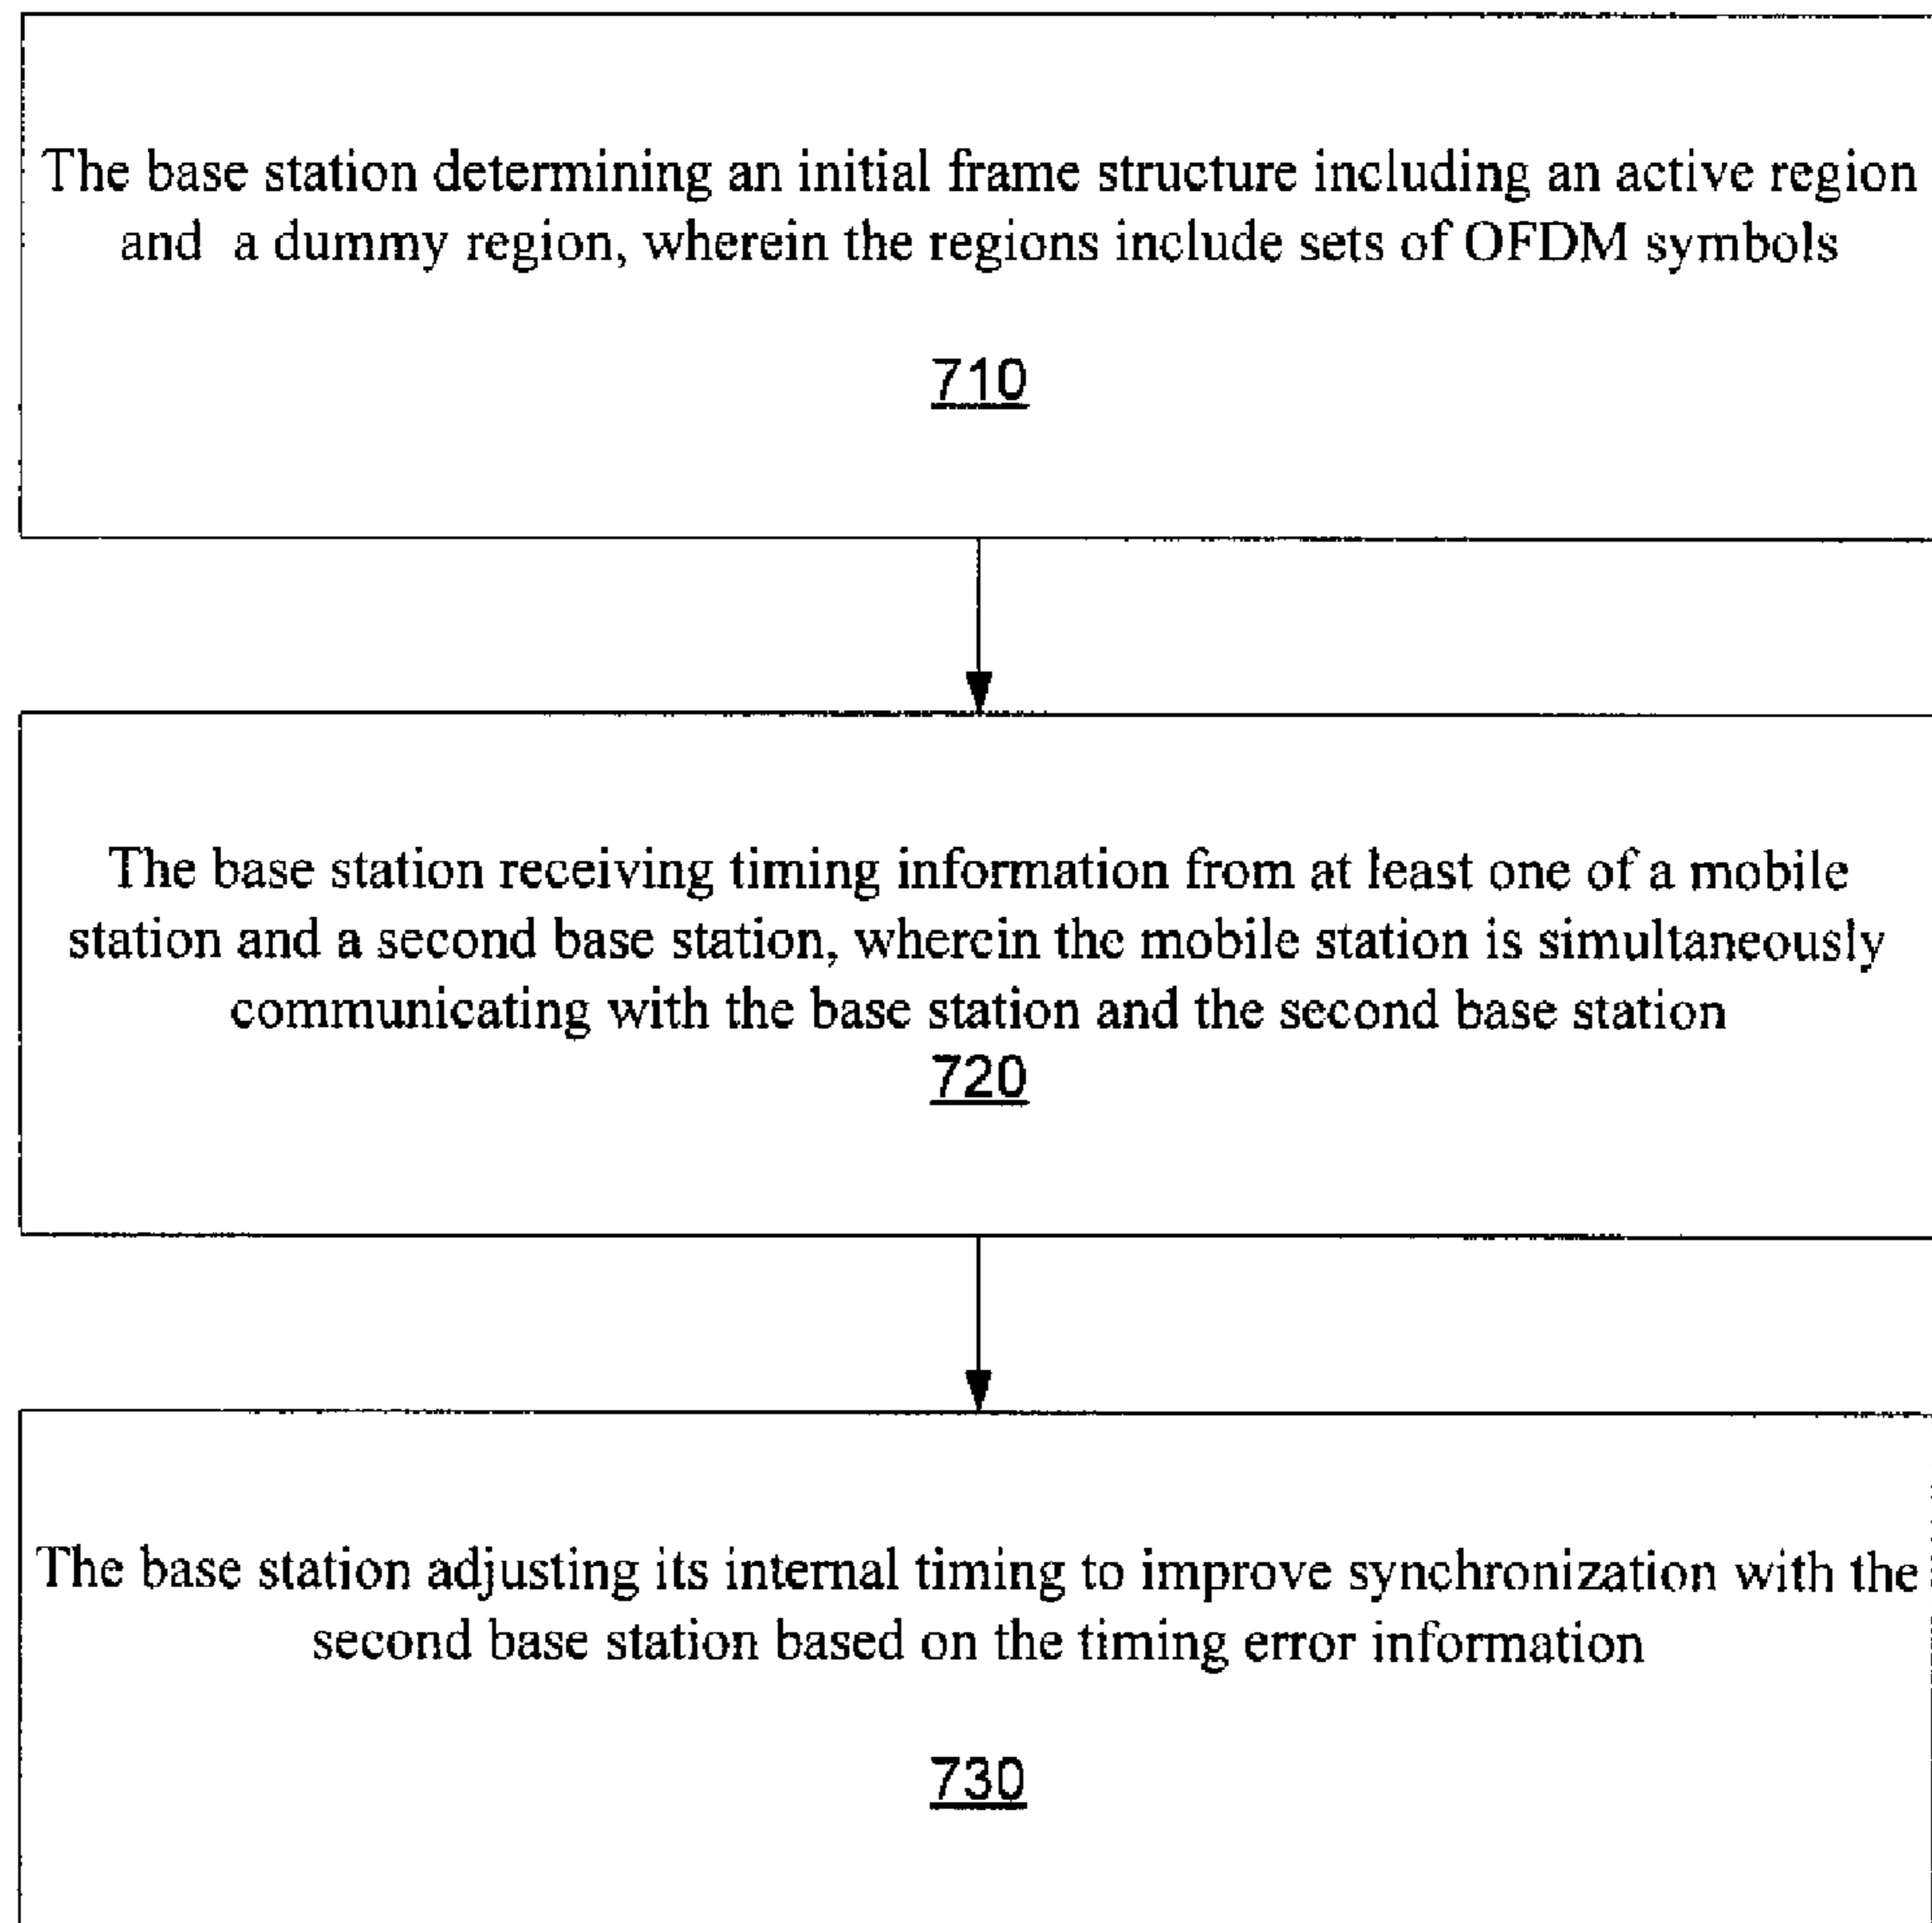 The base station determining an initial frame structure including an active region
and a dummy region, wherein the regions include sets of OFDM symbols
710
The base station receiving timing information from at least one of a mobile
station and a second base station, wherein the mobile station is simultaneously
communicating with the base station and the second base station
720
The base station adjusting its internal timing to improve synchronization with the
second base station based on the timing error information
730